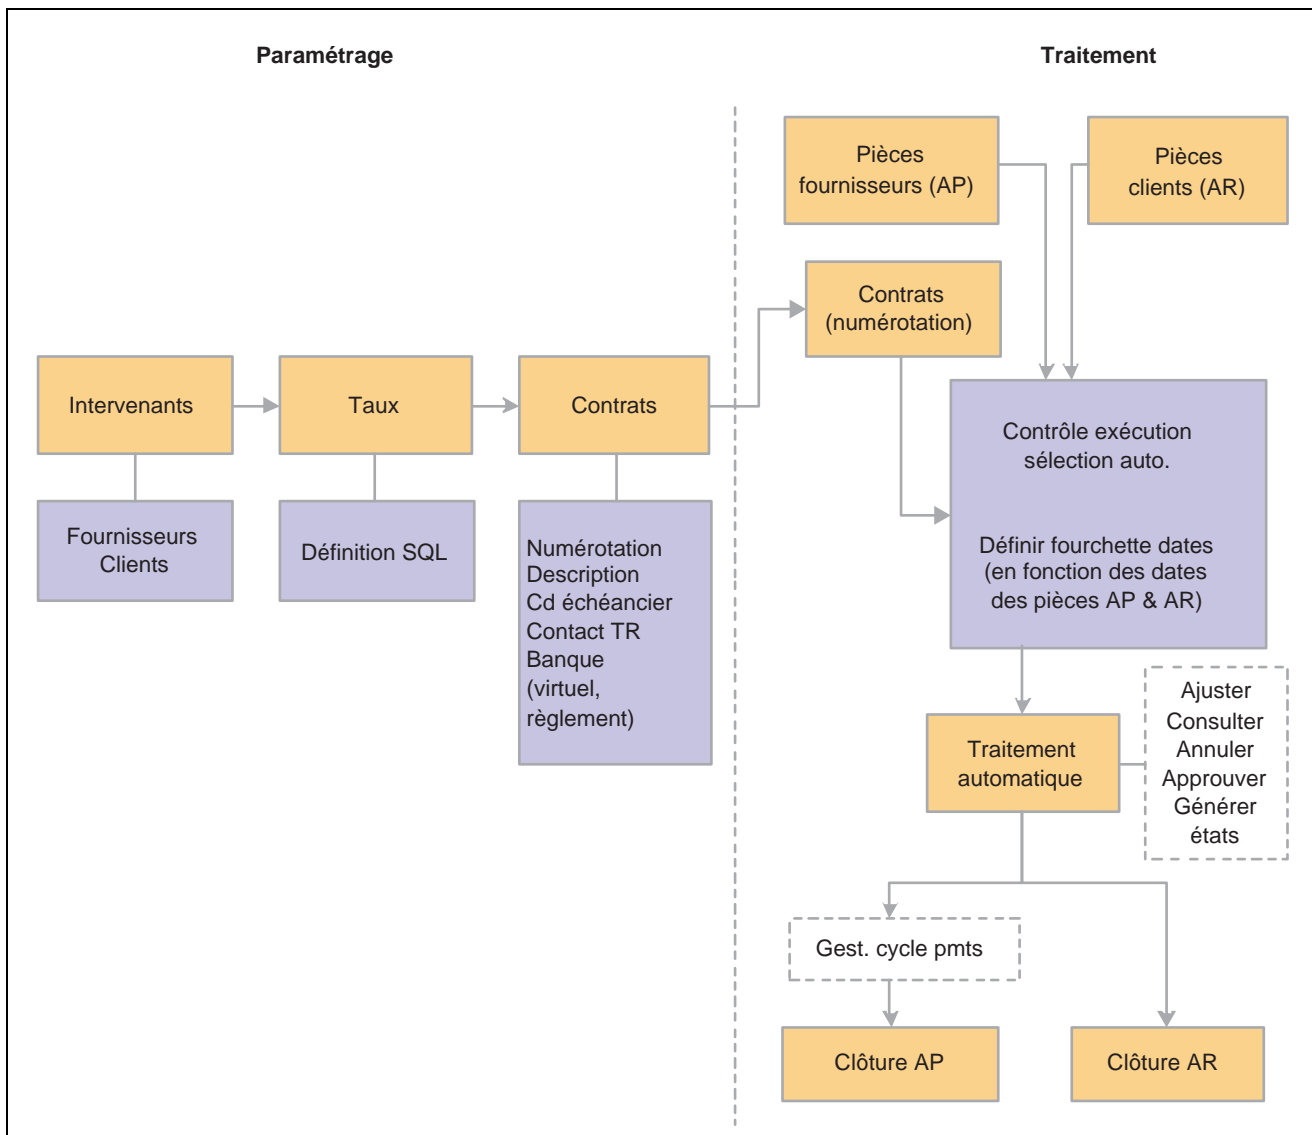 Paramétrage
Traitement
Pièces
fournisseurs (AP)
Pièces
clients (AR)
Contrats
(numérotation)
Intervenants
Taux
Contrats
Fournisseurs
Clients
Définition SQL
Numérotation
Description
Cd échéancier
Contact TR
Banque
(virtuel,
règlement)
Contrôle exécution
sélection auto.
Définir fourchette dates
(en fonction des dates
des pièces AP & AR)
Traitement
automatique
Ajuster
Consulter
Annuler
Approuver
Générer
états
Gest. cycle pmts
Clôture AP
Clôture AR